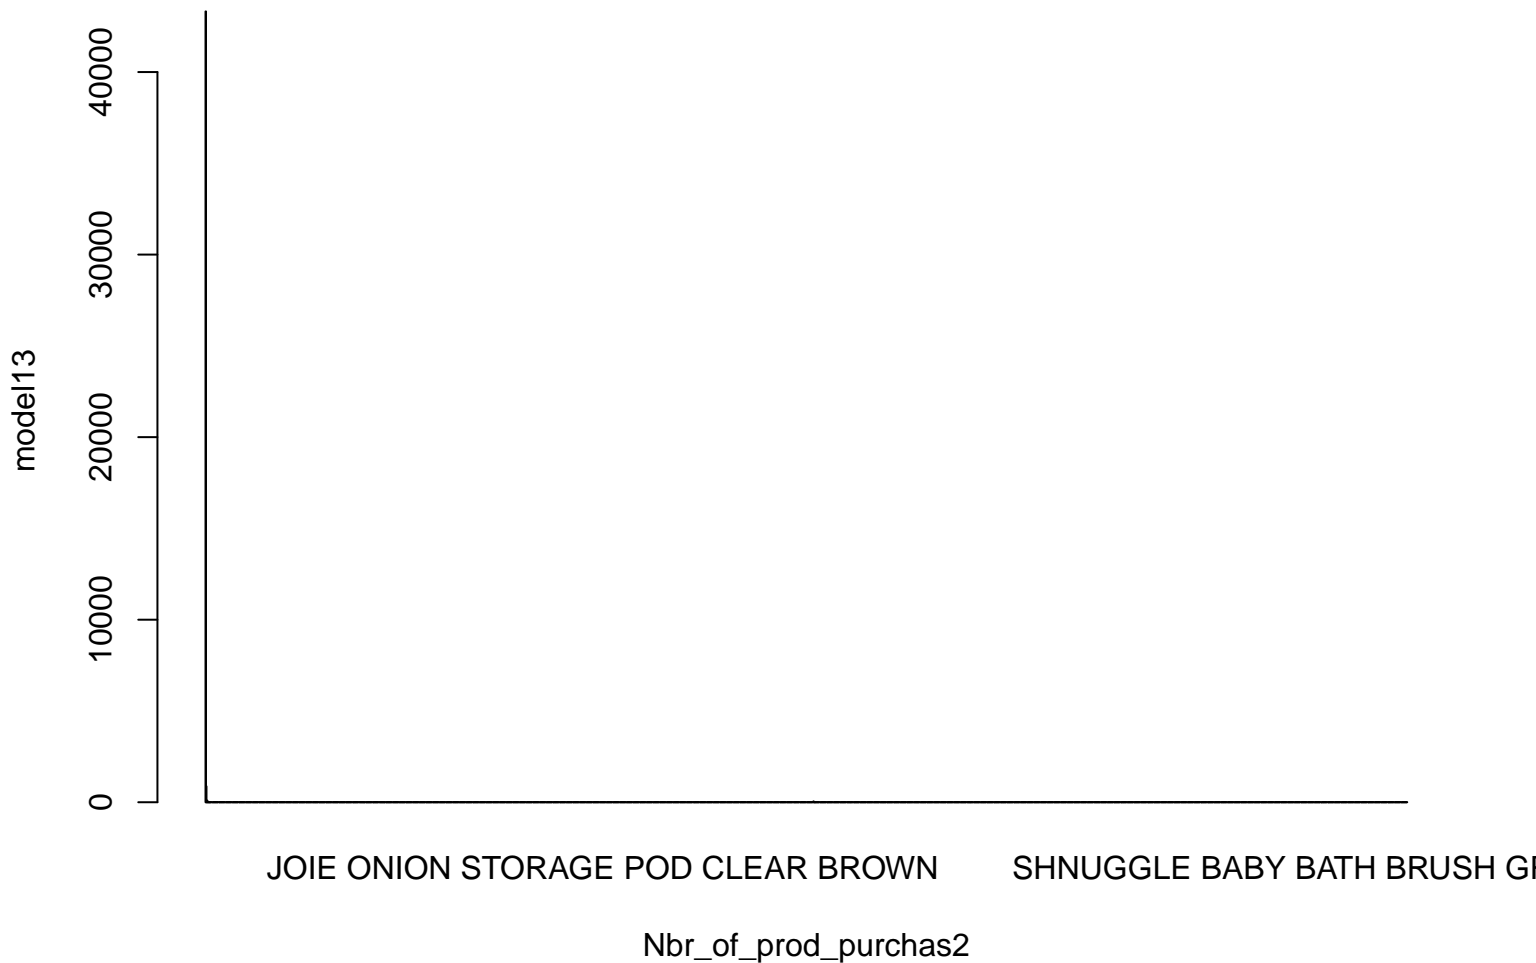 40000
30000
20000
10000
0
model13
JOIE ONION STORAGE POD CLEAR BROWN
SHNUGGLE BABY BATH BRUSH
Nbr_of_prod_purchas2